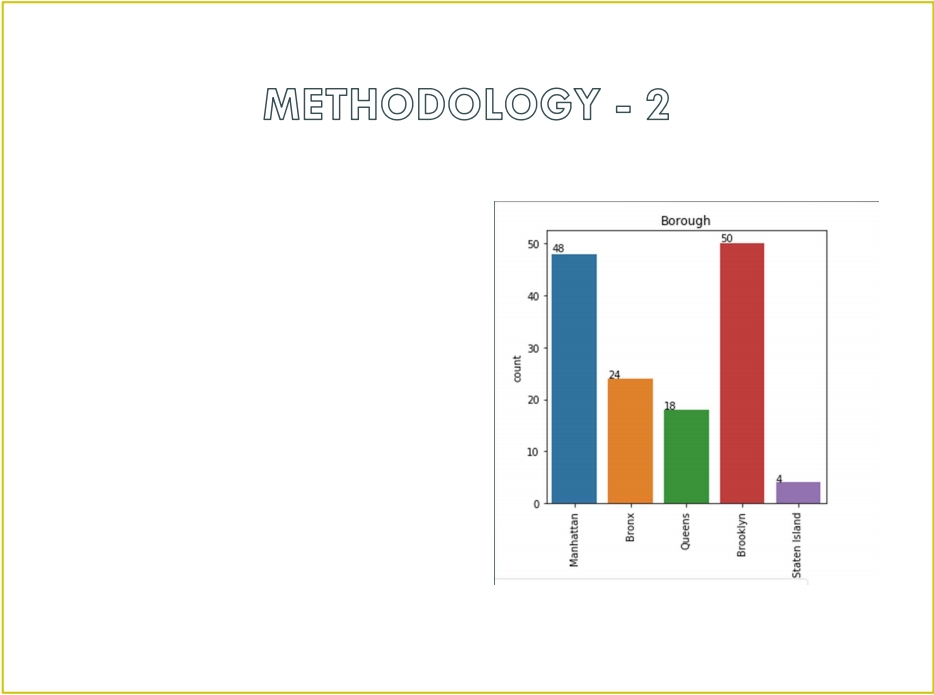 METHODOLOGY - 2
Borough
50
40
30
20
10
0
count
48
24
18
50
4
Manhattan
Bronx
Queens
Brooklyn
Staten Island